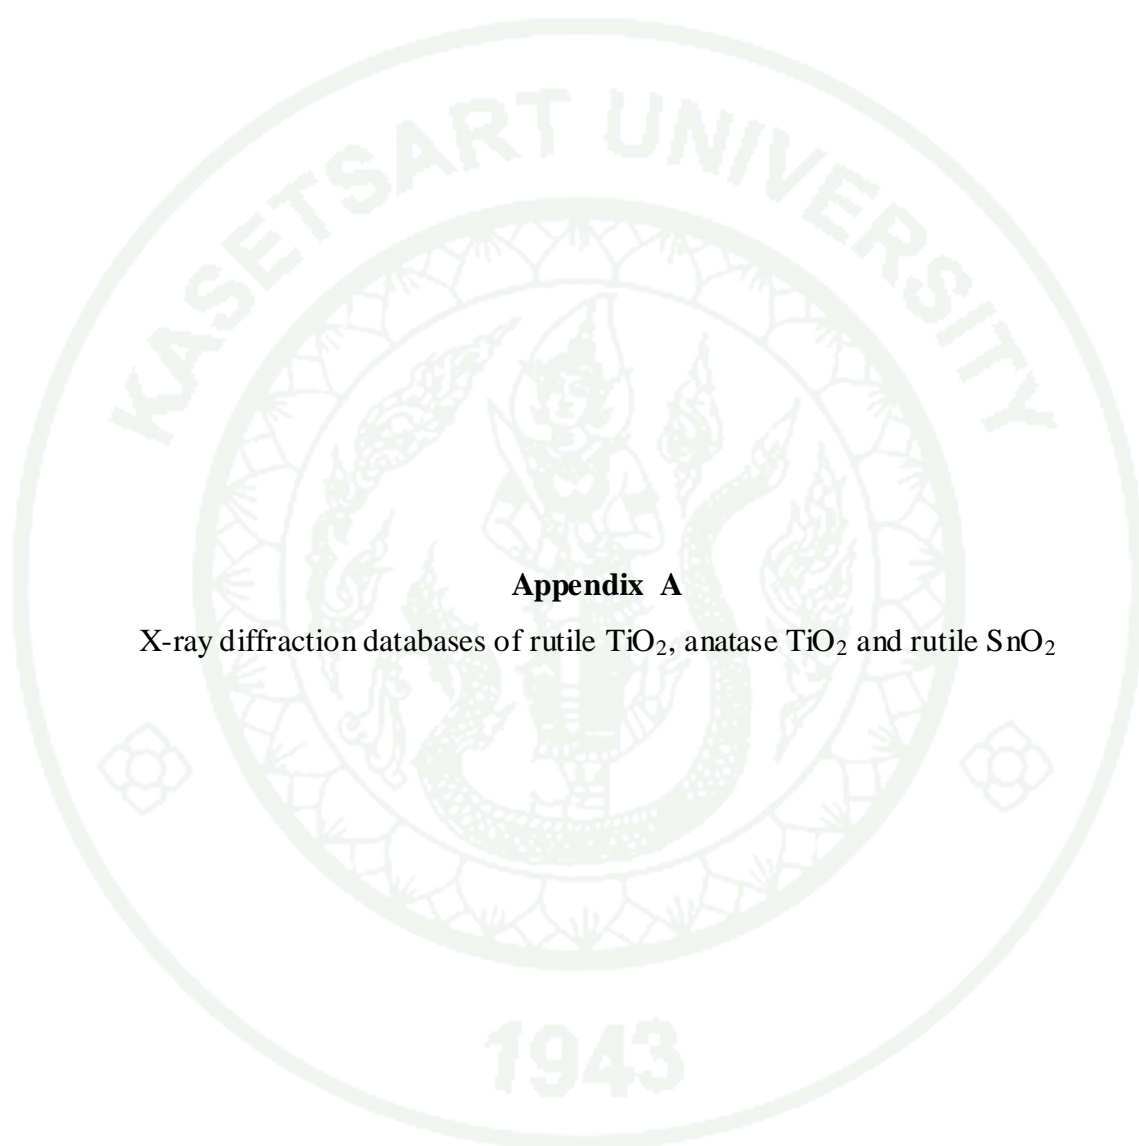 KASETSART UNIVERSITY
Appendix A
X-ray diffraction databases of rutile TiO₂, anatase TiO₂ and rutile SnO₂
1943